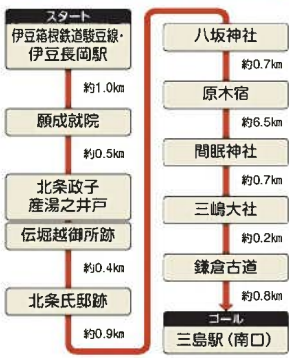 スタート
伊豆箱根鉄道駿豆線・
伊豆長岡駅
約1.0km
願成就院
約0.5km
北条政子
産湯之井戸
伝堀越御所跡
約0.4km
北条氏邸跡
約0.9km
八坂神社
約0.7km
原木宿
約6.5km
間眠神社
約0.7km
三嶋大社
約0.2km
鎌倉古道
約0.8km
ゴール
三島駅(南口)